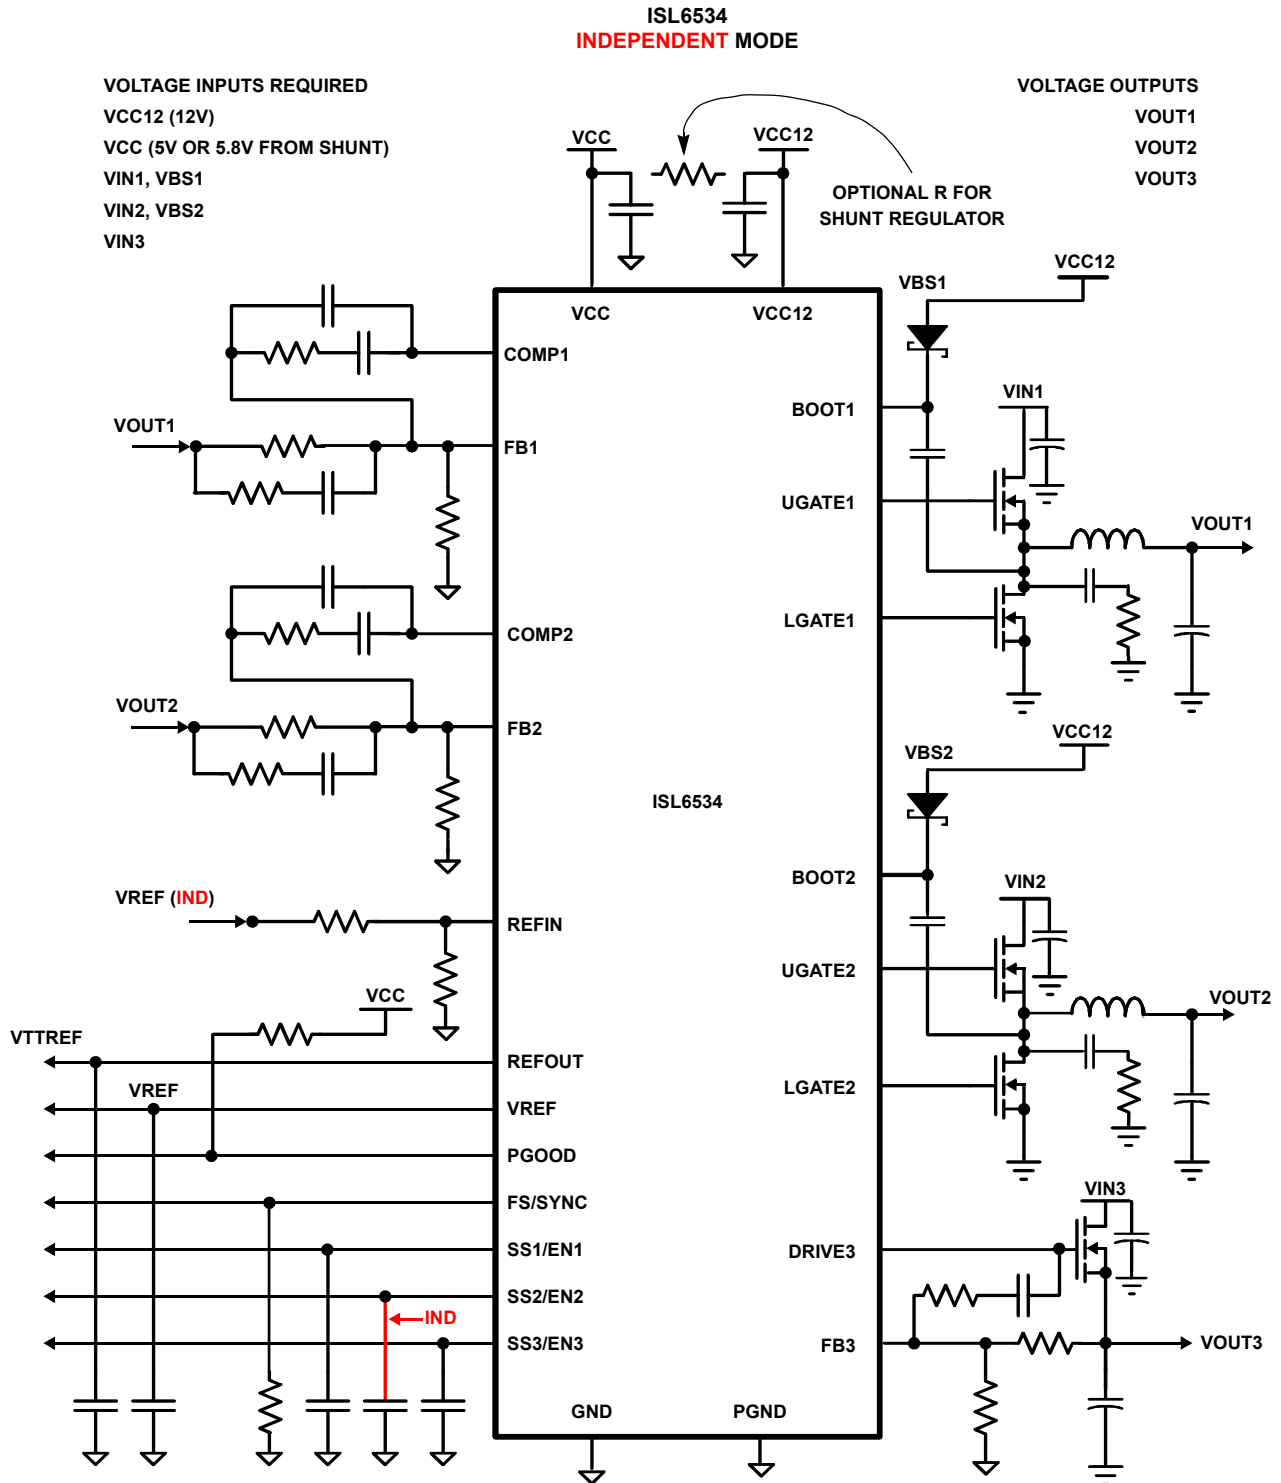 ISL6534
INDEPENDENT MODE
VOLTAGE INPUTS REQUIRED
VCC12 (12V)
VCC (5V OR 5.8V FROM SHUNT)
VIN1, VBS1
VIN2, VBS2
VIN3
VOLTAGE OUTPUTS
VOUT1
VOUT2
VOUT3
VCC
VCC12
OPTIONAL R FOR
SHUNT REGULATOR
VCC
VCC12
COMP1
VOUT1
FB1
COMP2
VOUT2
FB2
ISL6534
VREF (IND)
REFIN
VCC
VTTREF
REFOUT
VREF
VREF
PGOOD
FS/SYNC
SS1/EN1
SS2/EN2
IND
SS3/EN3
GND
PGND
VBS1
VCC12
BOOT1
VIN1
UGATE1
VOUT1
LGATE1
VBS2
VCC12
BOOT2
VIN2
UGATE2
VOUT2
LGATE2
VIN3
DRIVE3
FB3
VOUT3